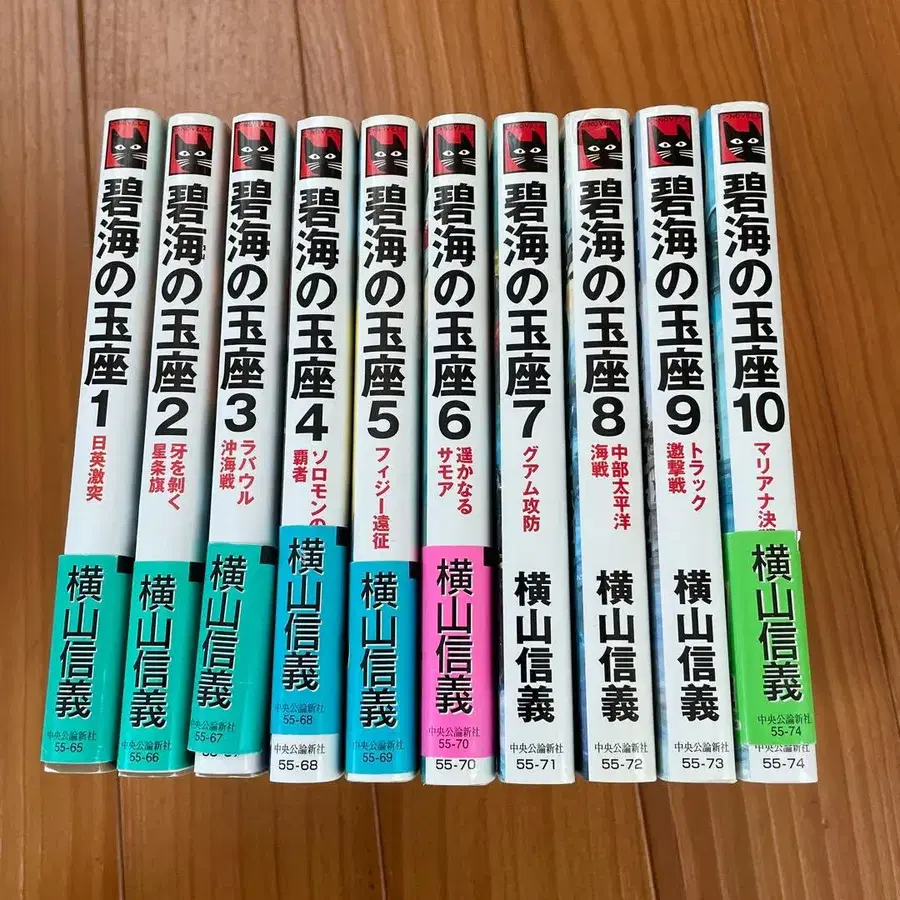 碧海の玉座1
日英激突
横山信義
中央公論新社
55-65
碧海の玉座2
牙を剝く
星条旗
横山信義
中央公論新社
55-66
碧海の玉座3
ラバウル
沖海戦
横山信義
中央公論新社
55-67
碧海の玉座4
ソロモンの
覇者
横山信義
中央公論新社
55-68
55-68
碧海の玉座5
フィジー遠征
横山信義
中央公論新社
55-69
碧海の玉座6
遥かなる
サモア
横山信義
中央公論新社
55-70
55-70
碧海の玉座7
グアム攻防
横山信義
中央公論新社
55-71
碧海の玉座8
中部太平洋
海戦
横山信義
中央公論新社
55-72
碧海の玉座9
トラック
邀撃戦
横山信義
中央公論新社
55-73
碧海の玉座10
マリアナ決
横山信義
中央公論新社
55-74
55-74